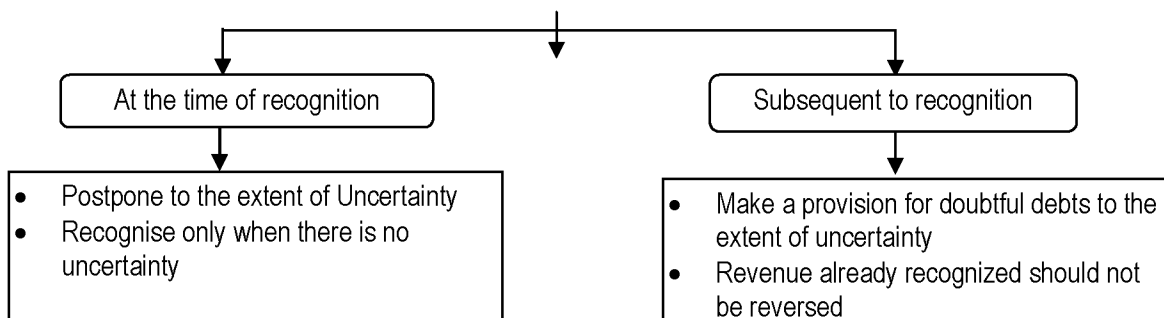 At the time of recognition
Subsequent to recognition
• Postpone to the extent of Uncertainty
• Recognise only when there is no
uncertainty
• Make a provision for doubtful debts to the
extent of uncertainty
• Revenue already recognized should not
be reversed